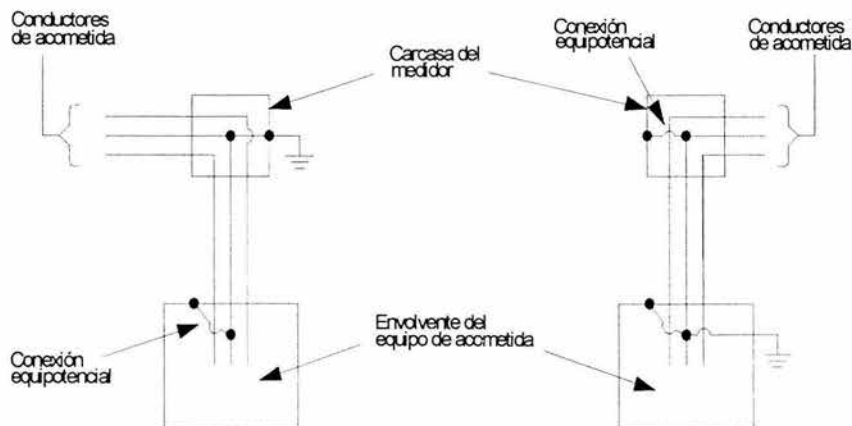 Conductores
de acometida
Carcasa del
medidor
Conexión
equipotencial
Conductores
de acometida
Conexión
equipotencial
Envolvente del
equipo de acometida